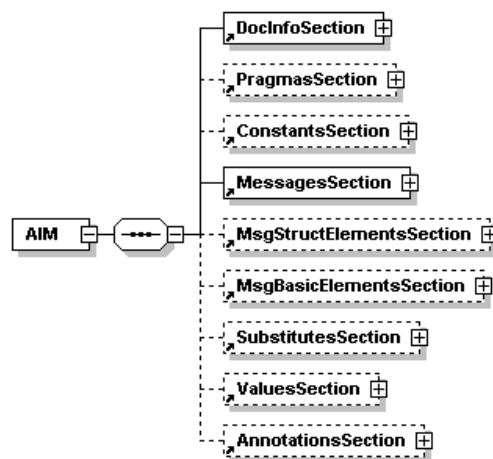 DocInfoSection
PragmasSection
ConstantsSection
MessagesSection
AIM
MsgStructElementsSection
MsgBasicElementsSection
SubstitutesSection
ValuesSection
AnnotationsSection